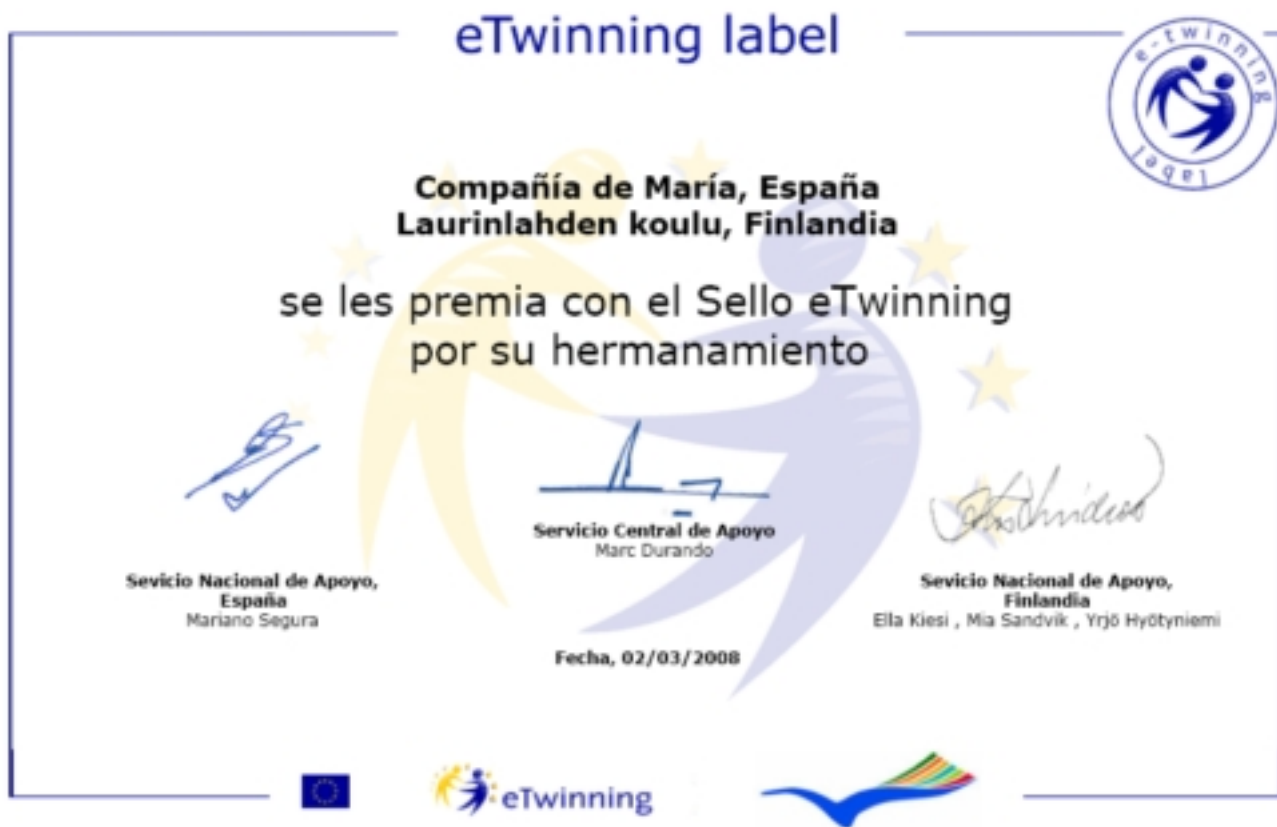 eTwinning label
e-twinning
label
Compañía de María, España
Laurinlahden koulu, Finlandia
se les premia con el Sello eTwinning
por su hermanamiento
Servicio Central de Apoyo
Marc Durando
Sevicio Nacional de Apoyo,
España
Mariano Segura
Sevicio Nacional de Apoyo,
Finlandia
Ella Kiesi , Mia Sandvik , Yrjö Hyötyniemi
Fecha, 02/03/2008
eTwinning